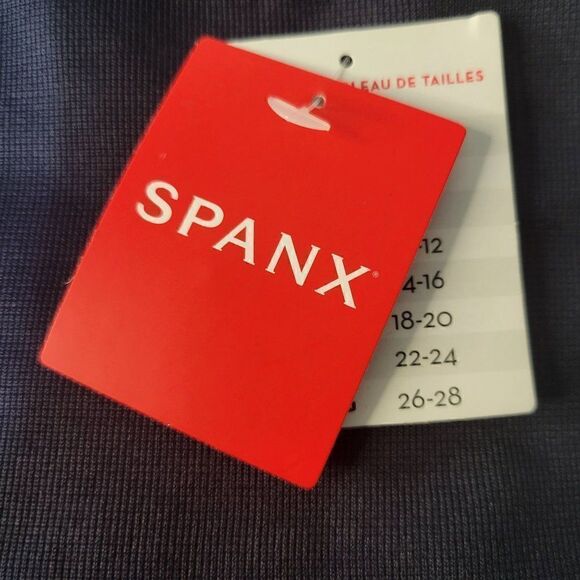 SPANX®
LEAU DE TAILLES
-12
4-16
18-20
22-24
26-28